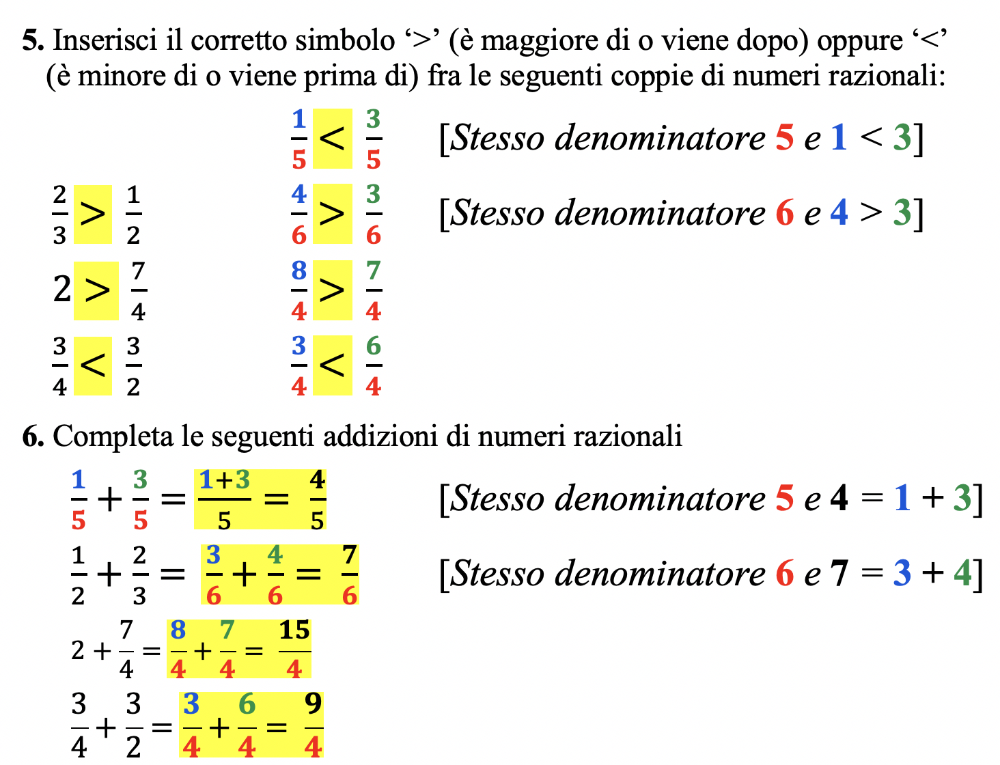 5. Inserisci il corretto simbolo ‘>’ (è maggiore di o viene dopo) oppure ‘<’
(è minore di o viene prima di) fra le seguenti coppie di numeri razionali:
1/5 < 3/5 [Stesso denominatore 5 e 1 < 3]
2/3 > 1/2 4/6 > 3/6 [Stesso denominatore 6 e 4 > 3]
2 > 7/4 8/4 > 7/4
3/4 < 3/2 3/4 < 6/4
6. Completa le seguenti addizioni di numeri razionali
1/5 + 3/5 = 1+3/5 = 4/5 [Stesso denominatore 5 e 4 = 1 + 3]
1/2 + 2/3 = 3/6 + 4/6 = 7/6 [Stesso denominatore 6 e 7 = 3 + 4]
2 + 7/4 = 8/4 + 7/4 = 15/4
3/4 + 3/2 = 3/4 + 6/4 = 9/4